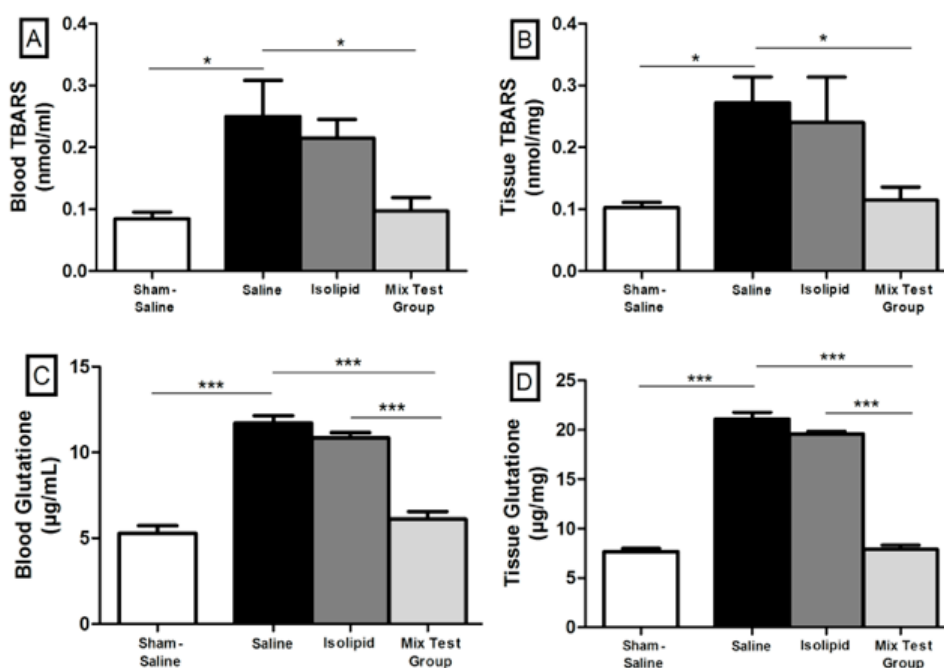 A
Blood TBARS
(nmol/ml)
0.4
0.3
0.2
0.1
0.0
*
*
Sham-
Saline
Saline
Isolipid
Mix Test
Group
B
Tissue TBARS
(nmol/mg)
0.4
0.3
0.2
0.1
0.0
*
*
Sham-
Saline
Saline
Isolipid
Mix Test
Group
C
Blood Glutatione
(µg/mL)
15
10
5
0
***
***
***
Sham-
Saline
Saline
Isolipid
Mix Test
Group
D
Tissue Glutatione
(µg/mg)
25
20
15
10
5
0
***
***
***
Sham-
Saline
Saline
Isolipid
Mix Test
Group